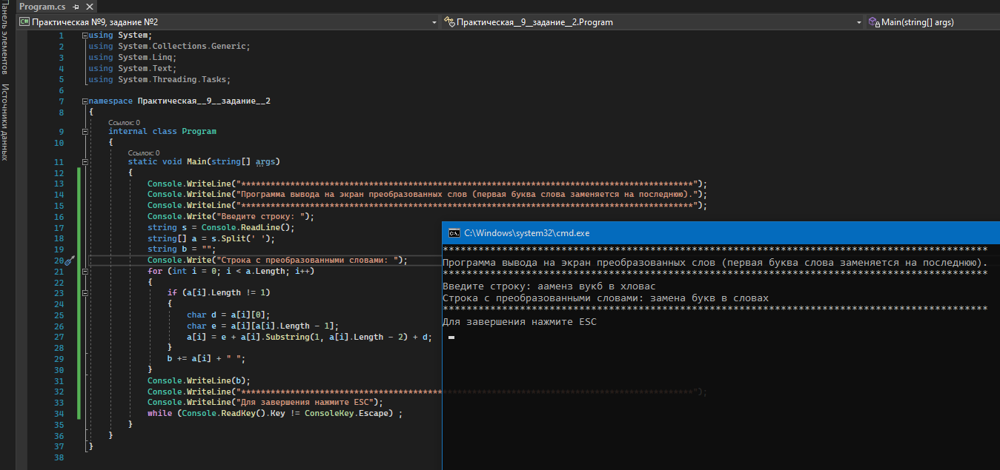 Панель элементов
Источники данных
Program.cs
Практическая №9, задание №2
Практическая__9__задание__2.Program
Main(string[] args)
1 using System;
2 using System.Collections.Generic;
3 using System.Linq;
4 using System.Text;
5 using System.Threading.Tasks;
6
7 namespace Практическая__9__задание__2
8 {
Ссылок: 0
9 internal class Program
10 {
Ссылок: 0
11 static void Main(string[] args)
12 {
13 Console.WriteLine("********************************************************************************************");
14 Console.WriteLine("Программа вывода на экран преобразованных слов (первая буква слова заменяется на последнюю).");
15 Console.WriteLine("********************************************************************************************");
16 Console.Write("Введите строку: ");
17 string s = Console.ReadLine();
18 string[] a = s.Split(' ');
19 string b = "";
20 Console.Write("Строка с преобразованными словами: ");
21 for (int i = 0; i < a.Length; i++)
22 {
23 if (a[i].Length != 1)
24 {
25 char d = a[i][0];
26 char e = a[i][a[i].Length - 1];
27 a[i] = e + a[i].Substring(1, a[i].Length - 2) + d;
28 }
29 b += a[i] + " ";
30 }
31 Console.WriteLine(b);
32 Console.WriteLine("********************************************************************************************");
33 Console.WriteLine("Для завершения нажмите ESC");
34 while (Console.ReadKey().Key != ConsoleKey.Escape) ;
35 }
36 }
37 }
38
C:\Windows\system32\cmd.exe
********************************************************************************************
Программа вывода на экран преобразованных слов (первая буква слова заменяется на последнюю).
********************************************************************************************
Введите строку: ааменз вукб в хловас
Строка с преобразованными словами: замена букв в словах
********************************************************************************************
Для завершения нажмите ESC